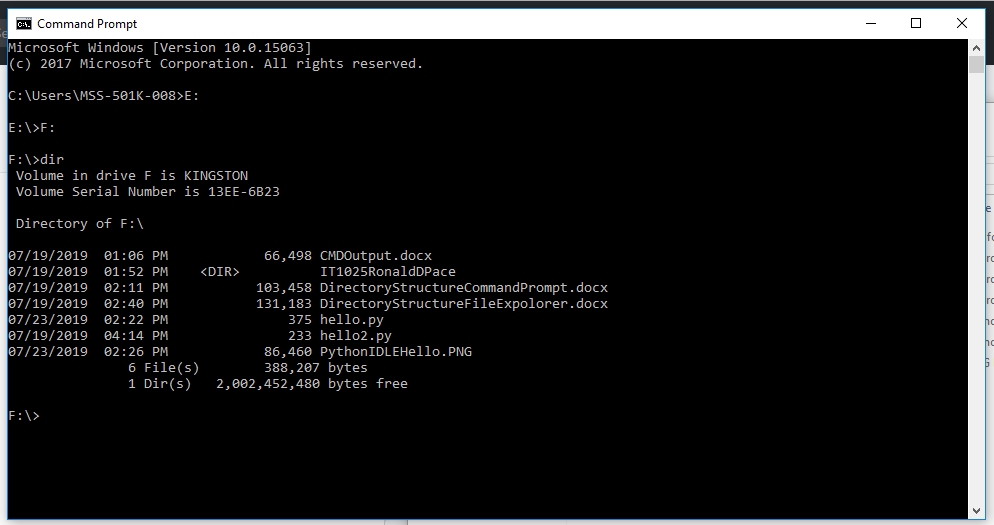 Command Prompt
Microsoft Windows [Version 10.0.15063]
(c) 2017 Microsoft Corporation. All rights reserved.
C:\Users\MSS-501K-008>E:
E:\>F:
F:\>dir
 Volume in drive F is KINGSTON
 Volume Serial Number is 13EE-6B23
 Directory of F:\
07/19/2019  01:06 PM            66,498 CMDOutput.docx
07/19/2019  01:52 PM    <DIR>          IT1025RonaldDPace
07/19/2019  02:11 PM           103,458 DirectoryStructureCommandPrompt.docx
07/19/2019  02:40 PM           131,183 DirectoryStructureFileExpolorer.docx
07/23/2019  02:22 PM               375 hello.py
07/19/2019  04:14 PM               233 hello2.py
07/23/2019  02:26 PM            86,460 PythonIDLEHello.PNG
               6 File(s)        388,207 bytes
               1 Dir(s)   2,002,452,480 bytes free
F:\>